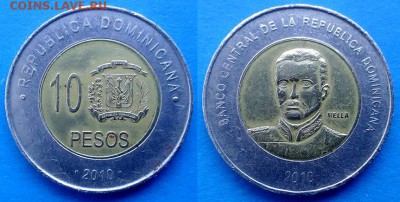 COINS.LAVE.RU
· REPUBLICA DOMINICANA ·
10
PESOS
· 2010 ·
BANCO CENTRAL DE LA REPUBLICA DOMINICANA
MELLA
2010